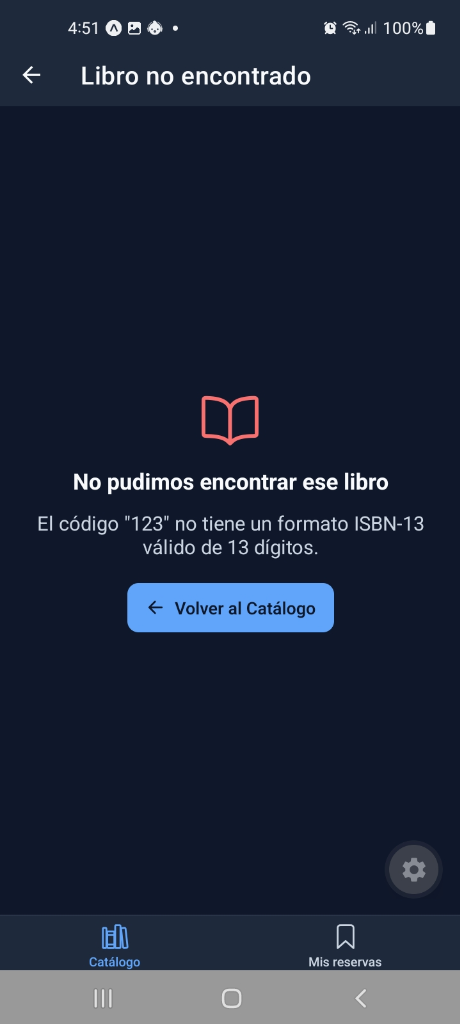 4:51
100%
Libro no encontrado
No pudimos encontrar ese libro
El código "123" no tiene un formato ISBN-13
válido de 13 dígitos.
Volver al Catálogo
Catálogo
Mis reservas